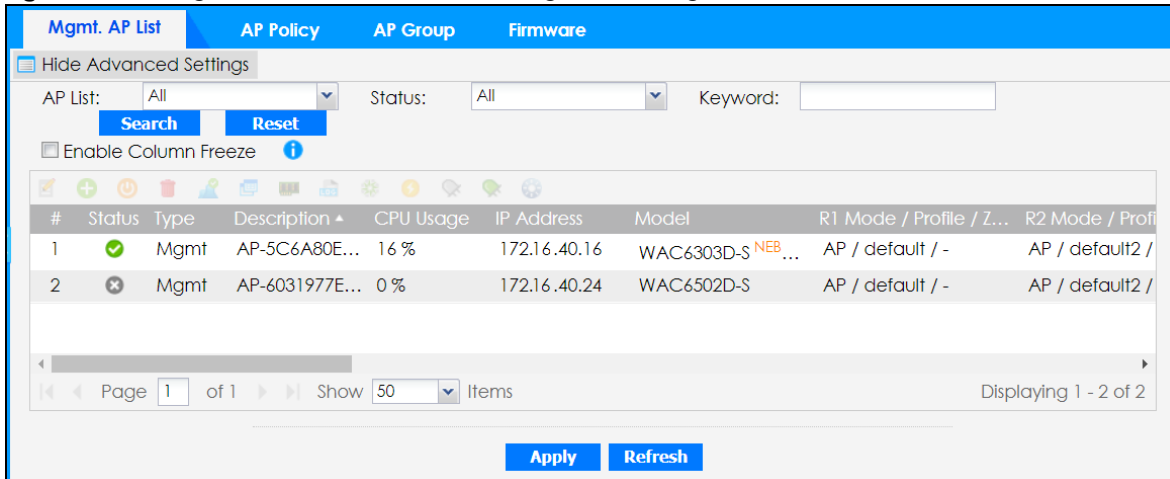 Mgmt. AP List AP Policy AP Group Firmware
Hide Advanced Settings
AP List: All Status: All Keyword:
Search Reset
Enable Column Freeze
# Status Type Description CPU Usage IP Address Model R1 Mode / Profile / Z... R2 Mode / Profi
1 Mgmt AP-5C6A80E... 16 % 172.16.40.16 WAC6303D-S NEB... AP / default / - AP / default2 /
2 Mgmt AP-6031977E... 0 % 172.16.40.24 WAC6502D-S AP / default / - AP / default2 /
Page 1 of 1 Show 50 Items Displaying 1 - 2 of 2
Apply Refresh